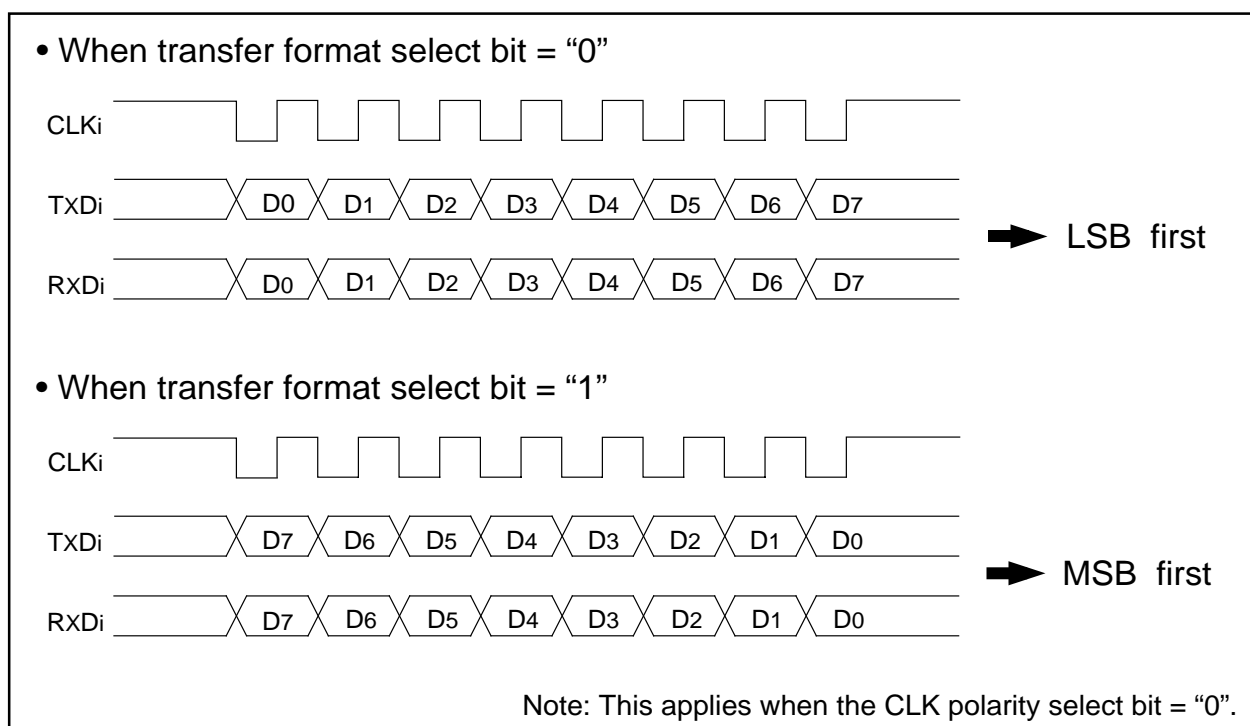 • When transfer format select bit = “0”
CLKi
TXDi D0 D1 D2 D3 D4 D5 D6 D7
LSB first
RXDi D0 D1 D2 D3 D4 D5 D6 D7
• When transfer format select bit = “1”
CLKi
TXDi D7 D6 D5 D4 D3 D2 D1 D0
MSB first
RXDi D7 D6 D5 D4 D3 D2 D1 D0
Note: This applies when the CLK polarity select bit = “0”.